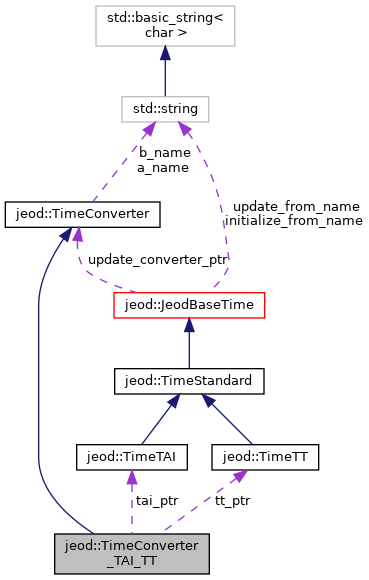 std::basic_string<
char >
std::string
b_name
a_name
update_from_name
initialize_from_name
jeod::TimeConverter
update_converter_ptr
jeod::JeodBaseTime
jeod::TimeStandard
jeod::TimeTAI
jeod::TimeTT
tai_ptr
tt_ptr
jeod::TimeConverter
_TAI_TT